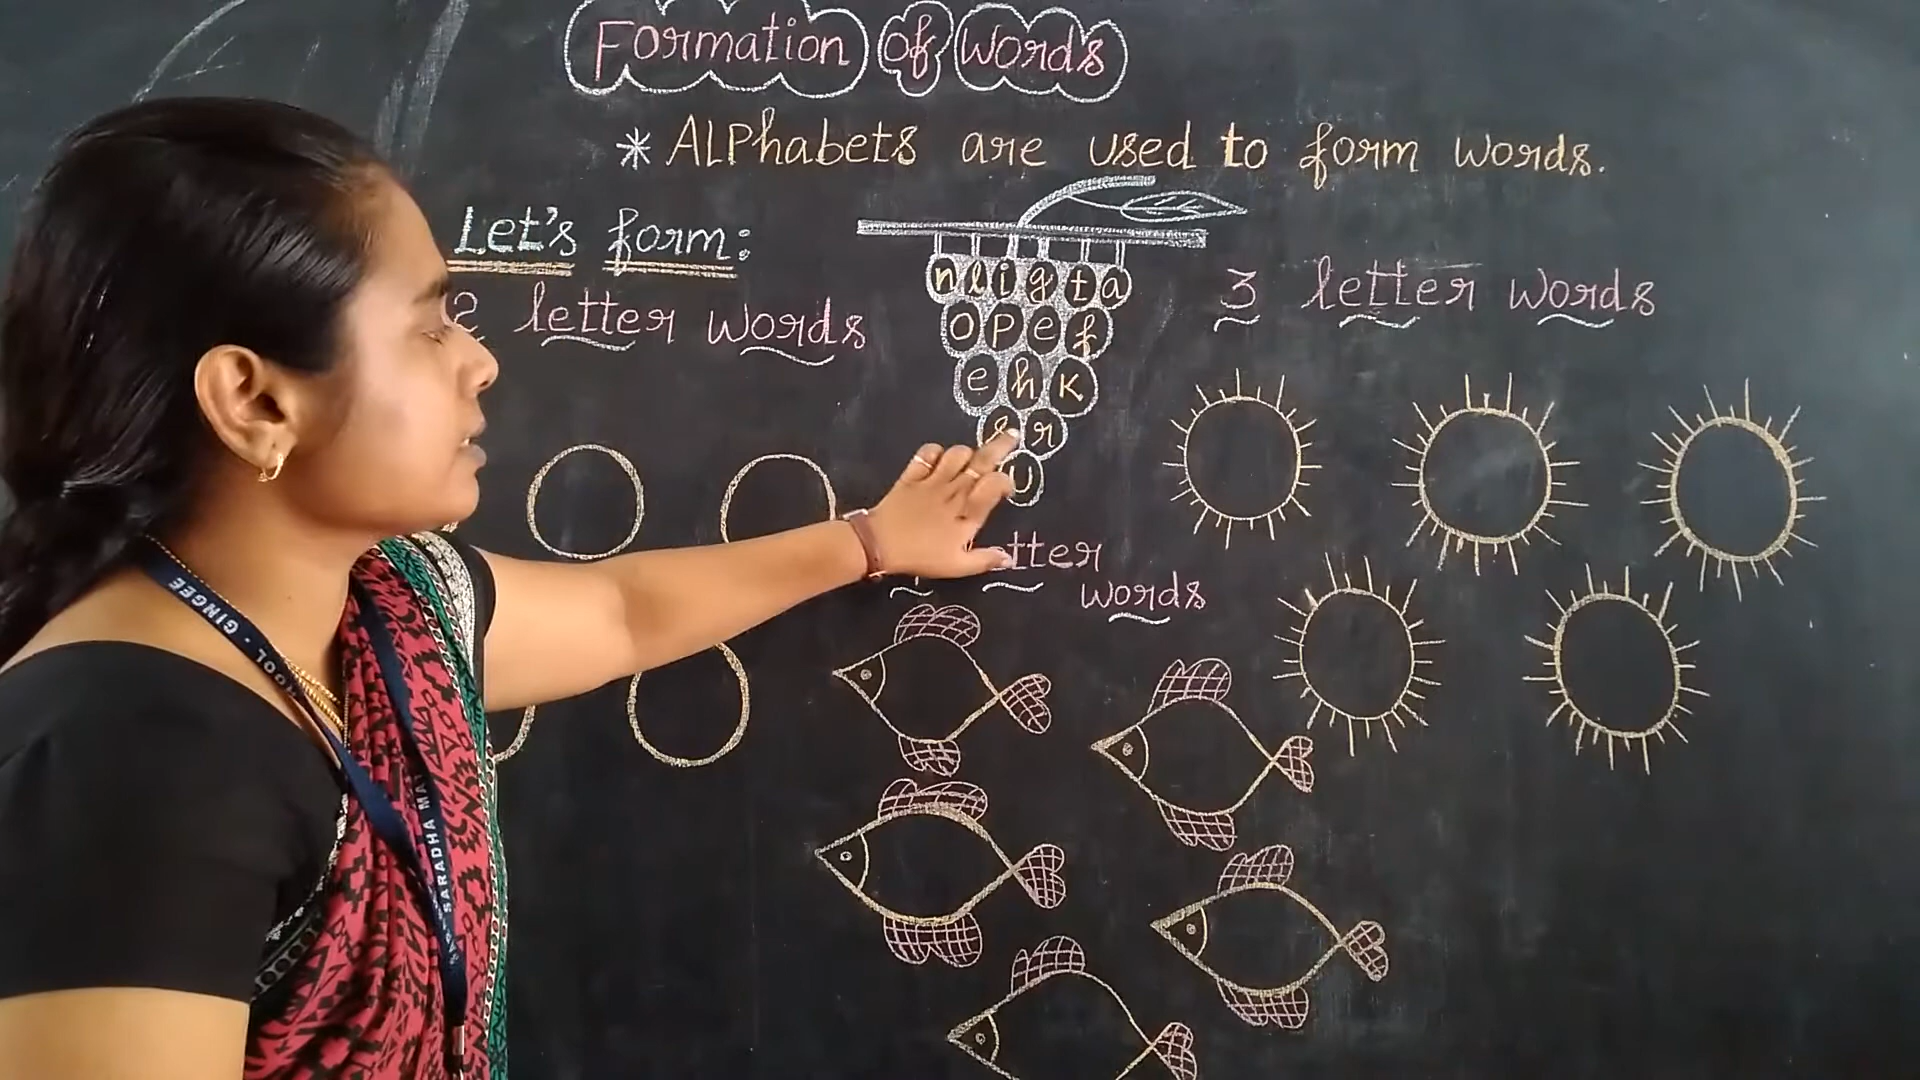 Formation of Words
* ALPhabets are used to form words.
Let's form:
2 letter words
n l i g t a
o p e f
e h k
s r
U
3 letter words
letter
words
GINGEE
SARADHA